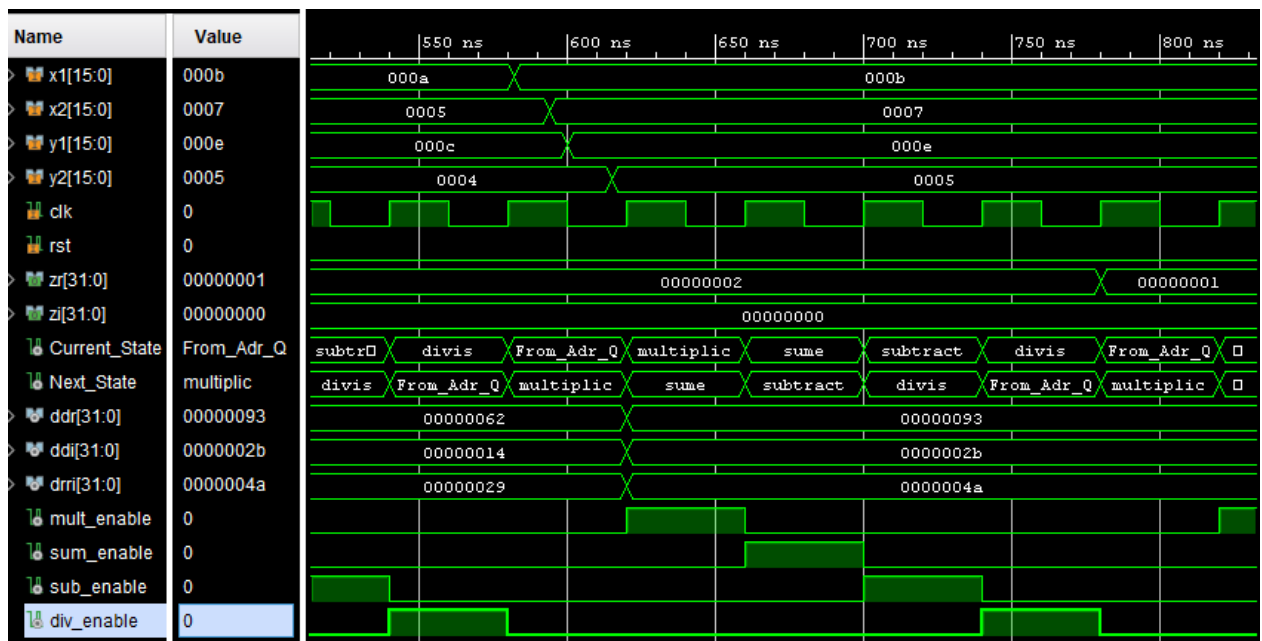 Name Value 550 ns 600 ns 650 ns 700 ns 750 ns 800 ns
x1[15:0] 000b 000a 000b
x2[15:0] 0007 0005 0007
y1[15:0] 000e 000c 000e
y2[15:0] 0005 0004 0005
clk 0
rst 0
zr[31:0] 00000001 00000002 00000001
zi[31:0] 00000000 00000000
Current_State From_Adr_Q subtr divis From_Adr_Q multiplic sume subtract divis From_Adr_Q
Next_State multiplic divis From_Adr_Q multiplic sume subtract divis From_Adr_Q multiplic
ddr[31:0] 00000093 00000062 00000093
ddi[31:0] 0000002b 00000014 0000002b
drri[31:0] 0000004a 00000029 0000004a
mult_enable 0
sum_enable 0
sub_enable 0
div_enable 0